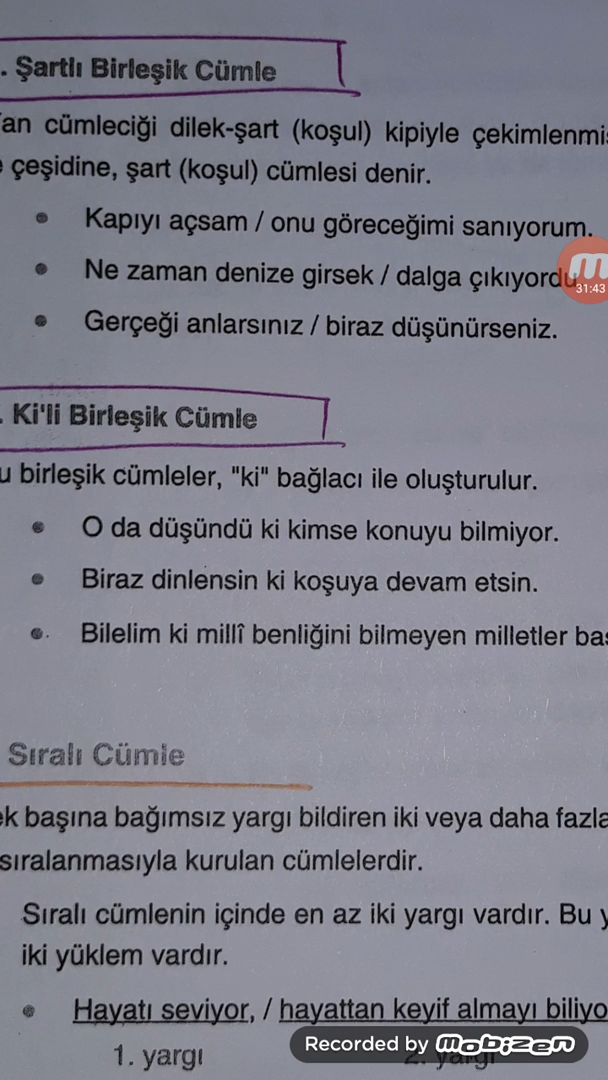 . Şartlı Birleşik Cümle
an cümleciği dilek-şart (koşul) kipiyle
çeşidine, şart (koşul) cümlesi denir.
Kapıyı açsam / onu göreceğimi sanıyorum.
Ne zaman denize girsek / dalga çıkıyordu
31:43
Gerçeği anlarsınız / biraz düşünürseniz.
. Ki'li Birleşik Cümle
birleşik cümleler, "ki" bağlacı ile oluşturulur.
O da düşündü ki kimse konuyu bilmiyor.
Biraz dinlensin ki koşuya devam etsin.
Bilelim ki millî benliğini bilmeyen milletler
Sıralı Cümle
başına bağımsız yargı bildiren iki veya daha
sıralanmasıyla kurulan cümlelerdir.
Sıralı cümlenin içinde en az iki yargı vardır. Bu
iki yüklem vardır.
Hayatı seviyor, / hayattan keyif almayı
Recorded by mobizen
1. yargı 2. yargı